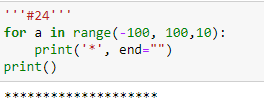 '''#24'''
for a in range(-100, 100,10):
    print('*', end="")
print()
********************